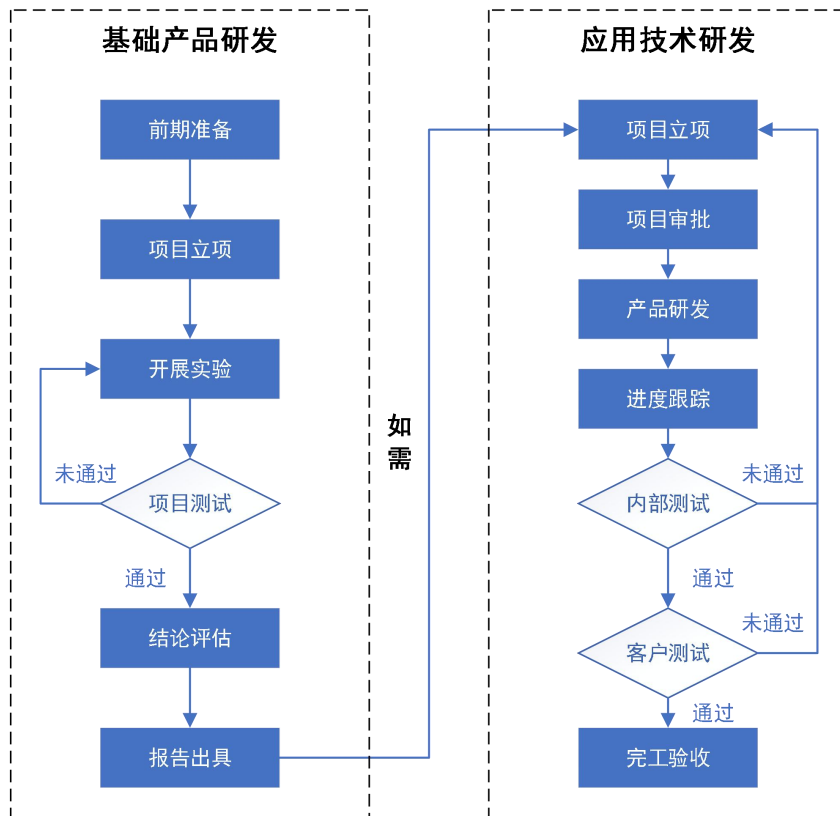 基础产品研发
前期准备
项目立项
开展实验
未通过
项目测试
通过
结论评估
报告出具
如
需
应用技术研发
项目立项
项目审批
产品研发
进度跟踪
未通过
内部测试
通过
未通过
客户测试
通过
完工验收